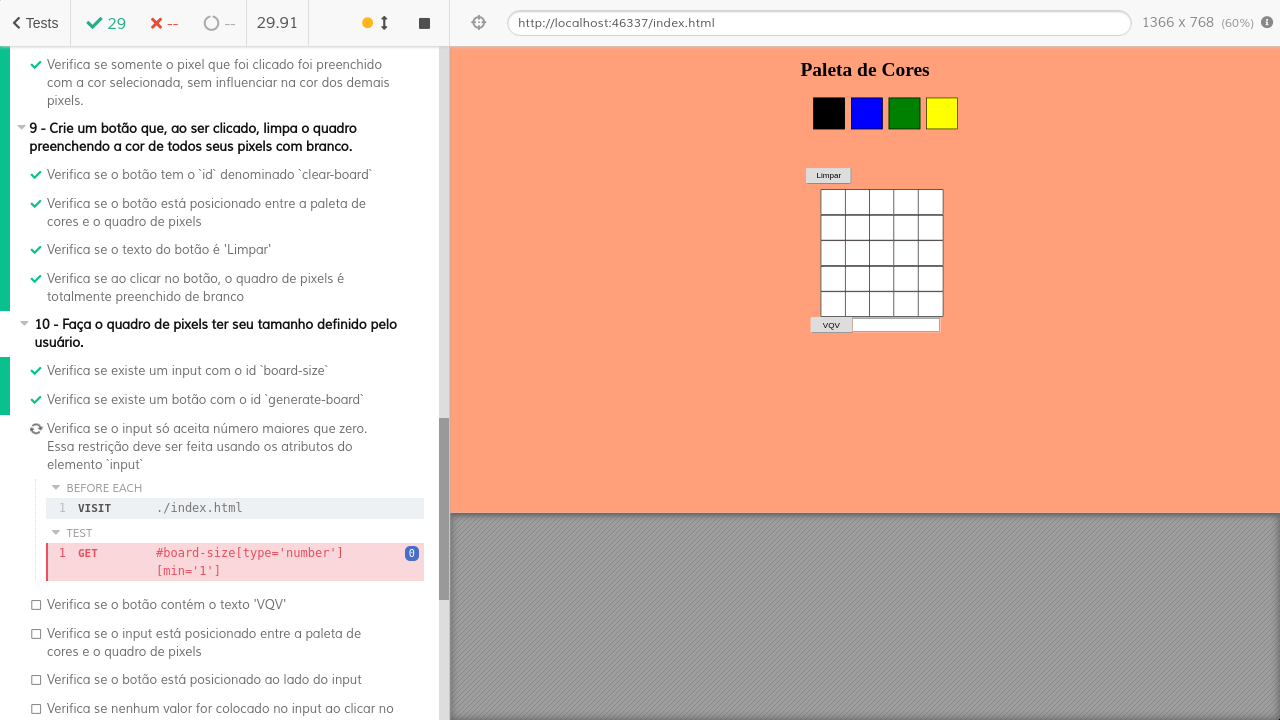 Tests
29
--
--
29.91
http://localhost:46337/index.html
1366 x 768 (60%)
Verifica se somente o pixel que foi clicado foi preenchido
com a cor selecionada, sem influenciar na cor dos demais
pixels.
9 - Crie um botão que, ao ser clicado, limpa o quadro
preenchendo a cor de todos seus pixels com branco.
Verifica se o botão tem o `id` denominado `clear-board`
Verifica se o botão está posicionado entre a paleta de
cores e o quadro de pixels
Verifica se o texto do botão é 'Limpar'
Verifica se ao clicar no botão, o quadro de pixels é
totalmente preenchido de branco
10 - Faça o quadro de pixels ter seu tamanho definido pelo
usuário.
Verifica se existe um input com o id `board-size`
Verifica se existe um botão com o id `generate-board`
Verifica se o input só aceita número maiores que zero.
Essa restrição deve ser feita usando os atributos do
elemento `input`
BEFORE EACH
1 VISIT ./index.html
TEST
1 GET #board-size[type='number'] 0
[min='1']
Verifica se o botão contém o texto 'VQV'
Verifica se o input está posicionado entre a paleta de
cores e o quadro de pixels
Verifica se o botão está posicionado ao lado do input
Verifica se nenhum valor for colocado no input ao clicar no
Paleta de Cores
Limpar
VQV